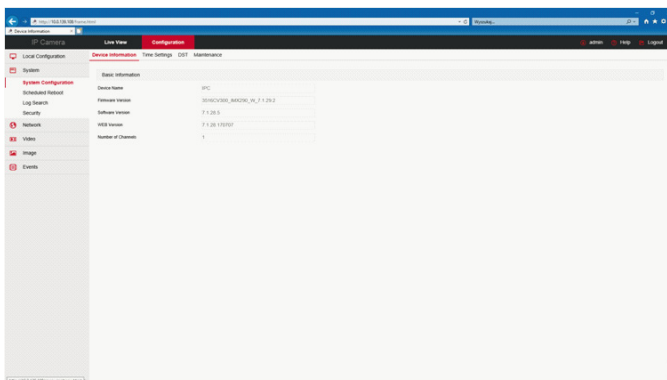 Wyszukaj...
Device Information
IP Camera
Live View
Configuration
admin
Help
Logout
Local Configuration
Device Information Time Settings DST Maintenance
System
Basic Information
System Configuration
Device Name IPC
Scheduled Reboot
Firmware Version
Log Search
Software Version
Security
WEB Version
Network
Number of Channels 1
Video
Image
Events